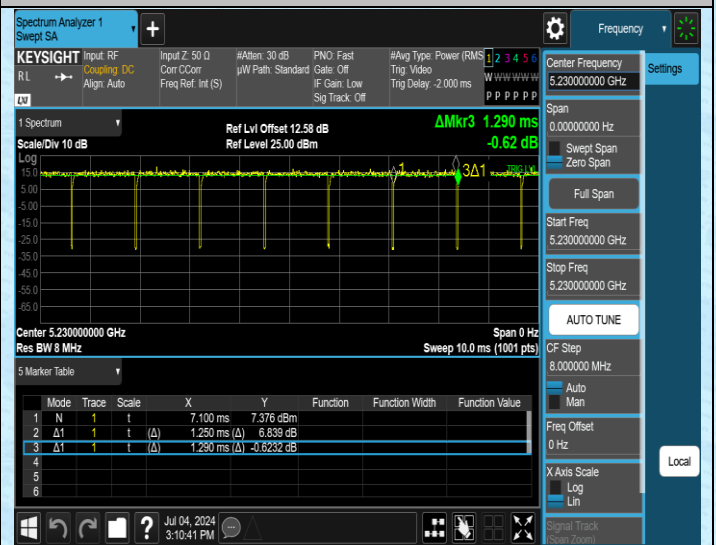 Spectrum Analyzer 1
Swept SA
+
Frequency
KEYSIGHT
RL
LXI
Input: RF
Coupling: DC
Align: Auto
Input Z: 50 Ω
Corr CCorr
Freq Ref: Int (S)
#Atten: 30 dB
µW Path: Standard
PNO: Fast
Gate: Off
IF Gain: Low
Sig Track: Off
#Avg Type: Power (RMS
Trig: Video
Trig Delay: -2.000 ms
1 2 3 4 5 6
W W W W W W
P P P P P P
Settings
Center Frequency
5.230000000 GHz
Span
0.00000000 Hz
Swept Span
Zero Span
Full Span
Start Freq
5.230000000 GHz
Stop Freq
5.230000000 GHz
AUTO TUNE
CF Step
8.000000 MHz
Auto
Man
Freq Offset
0 Hz
X Axis Scale
Log
Lin
Signal Track
(Span Zoom)
Local
1 Spectrum
Scale/Div 10 dB
Ref Lvl Offset 12.58 dB
Ref Level 25.00 dBm
ΔMkr3 1.290 ms
-0.62 dB
Log
15.0
5.00
-5.00
-15.0
-25.0
-35.0
-45.0
-55.0
-65.0
1
3Δ1
TRIG LVL
Center 5.230000000 GHz
Res BW 8 MHz
Span 0 Hz
Sweep 10.0 ms (1001 pts)
5 Marker Table
Mode Trace Scale X Y Function Function Width Function Value
1 N 1 t 7.100 ms 7.376 dBm
2 Δ1 1 t (Δ) 1.250 ms (Δ) 6.839 dB
3 Δ1 1 t (Δ) 1.290 ms (Δ) -0.6232 dB
4
5
6
?
Jul 04, 2024
3:10:41 PM